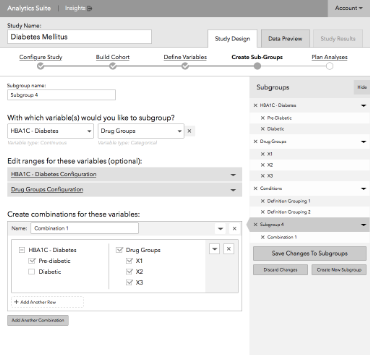 Analytics Suite | Insights
Account
Study Name:
Diabetes Mellitus
Study Design
Data Preview
Study Results
Configure Study
Build Cohort
Define Variables
Create Sub-Groups
Plan Analyses
Subgroup name:
Subgroup 4
With which variable(s) would you like to subgroup?
HBA1C - Diabetes
Drug Groups
Variable type: Continuous
Variable type: Categorical
Edit ranges for these variables (optional):
HBA1C - Diabetes Configuration
Drug Groups Configuration
Create combinations for these variables:
Name:
Combination 1
HBA1C - Diabetes
Pre-diabetic
Diabetic
Drug Groups
X1
X2
X3
+ Add Another Row
Add Another Combination
Subgroups
Hide
HBA1C - Diabetes
Pre-Diabetic
Diabetic
Drug Groups
X1
X2
X3
Conditions
Definition Grouping 1
Definition Grouping 2
Subgroup 4
Combination 1
Save Changes To Subgroups
Discard Changes
Create New Subgroup